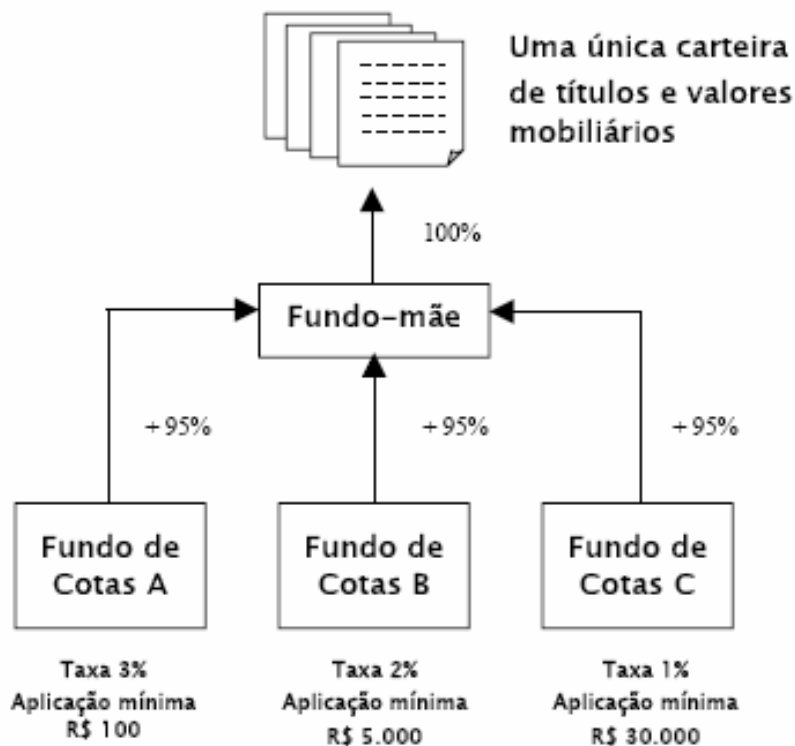 Uma única carteira
de títulos e valores
mobiliários
100%
Fundo-mãe
+95%
+95%
+95%
Fundo de
Cotas A
Fundo de
Cotas B
Fundo de
Cotas C
Taxa 3%
Aplicação mínima
R$ 100
Taxa 2%
Aplicação mínima
R$ 5.000
Taxa 1%
Aplicação mínima
R$ 30.000